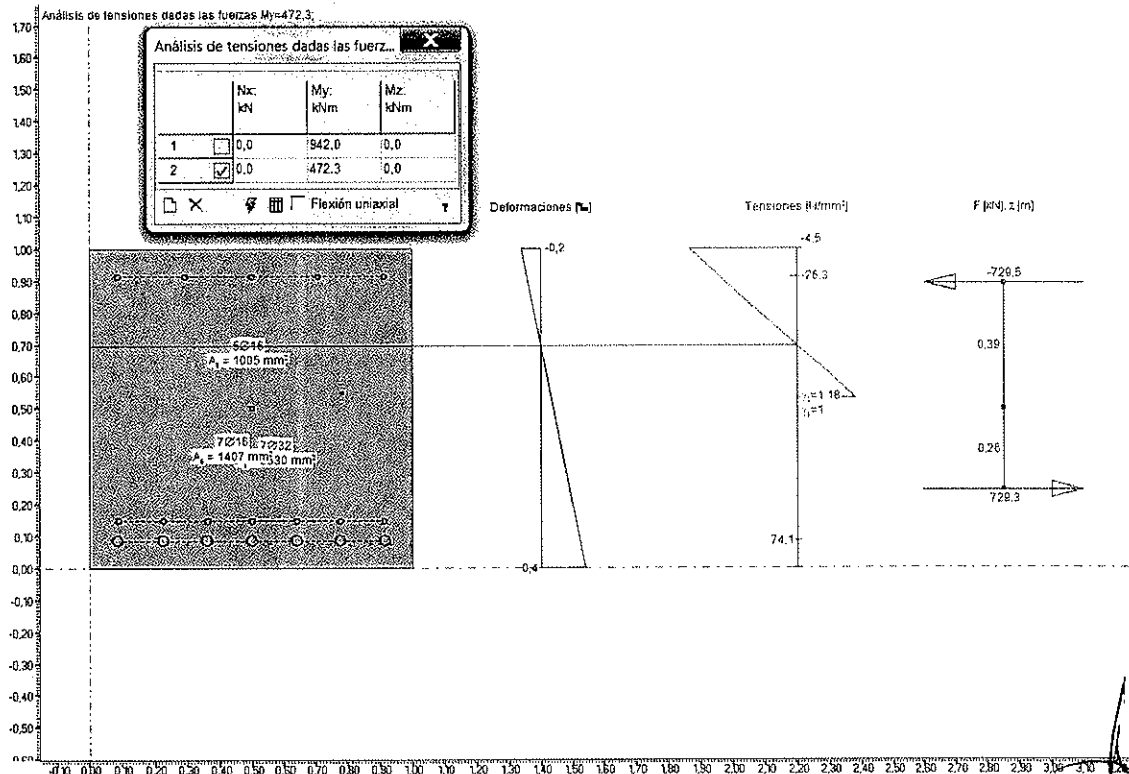 Análisis de tensiones dadas las fuerzas My=472,3;
Análisis de tensiones dadas las fuerz...
Nx: My: Mz:
kN kNm kNm
1 0,0 942,0 0,0
2 0,0 472,3 0,0
Flexión uniaxial
Deformaciones [‰]
Tensiones [N/mm²]
F [kN], z [m]
-0,2
-4,5
-26,3
-729,5
5Ø16
A₁ = 1005 mm²
0,39
1,18
=1
7Ø16 7Ø32
A₁ = 1407 mm²
0,26
729,3
74,1
-0,4
1,70
1,60
1,50
1,40
1,30
1,20
1,10
1,00
0,90
0,80
0,70
0,60
0,50
0,40
0,30
0,20
0,10
0,00
-0,10
-0,20
-0,30
-0,40
-0,50
-0,10 0,00 0,10 0,20 0,30 0,40 0,50 0,60 0,70 0,80 0,90 1,00 1,10 1,20 1,30 1,40 1,50 1,60 1,70 1,80 1,90 2,00 2,10 2,20 2,30 2,40 2,50 2,60 2,70 2,80 2,90 3,00 3,10